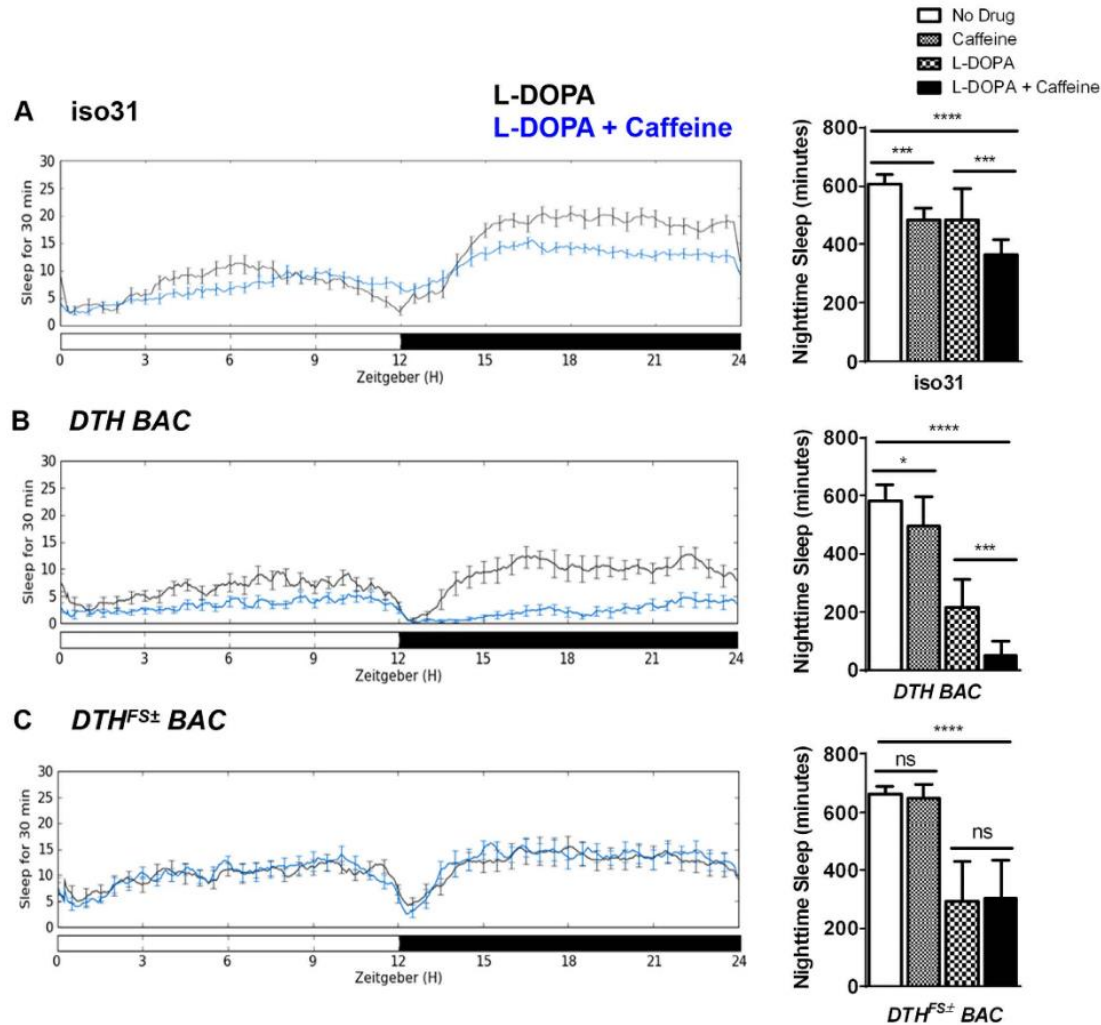 No Drug
Caffeine
L-DOPA
L-DOPA + Caffeine
A iso31
L-DOPA
L-DOPA + Caffeine
Sleep for 30 min
30
25
20
15
10
5
0
0 3 6 9 12 15 18 21 24
Zeitgeber (H)
Nighttime Sleep (minutes)
800
600
400
200
0
****
*** ***
iso31
B DTH BAC
Sleep for 30 min
30
25
20
15
10
5
0
0 3 6 9 12 15 18 21 24
Zeitgeber (H)
Nighttime Sleep (minutes)
800
600
400
200
0
****
*
***
DTH BAC
C DTH^FS± BAC
Sleep for 30 min
30
25
20
15
10
5
0
0 3 6 9 12 15 18 21 24
Zeitgeber (H)
Nighttime Sleep (minutes)
800
600
400
200
0
****
ns
ns
DTH^FS± BAC